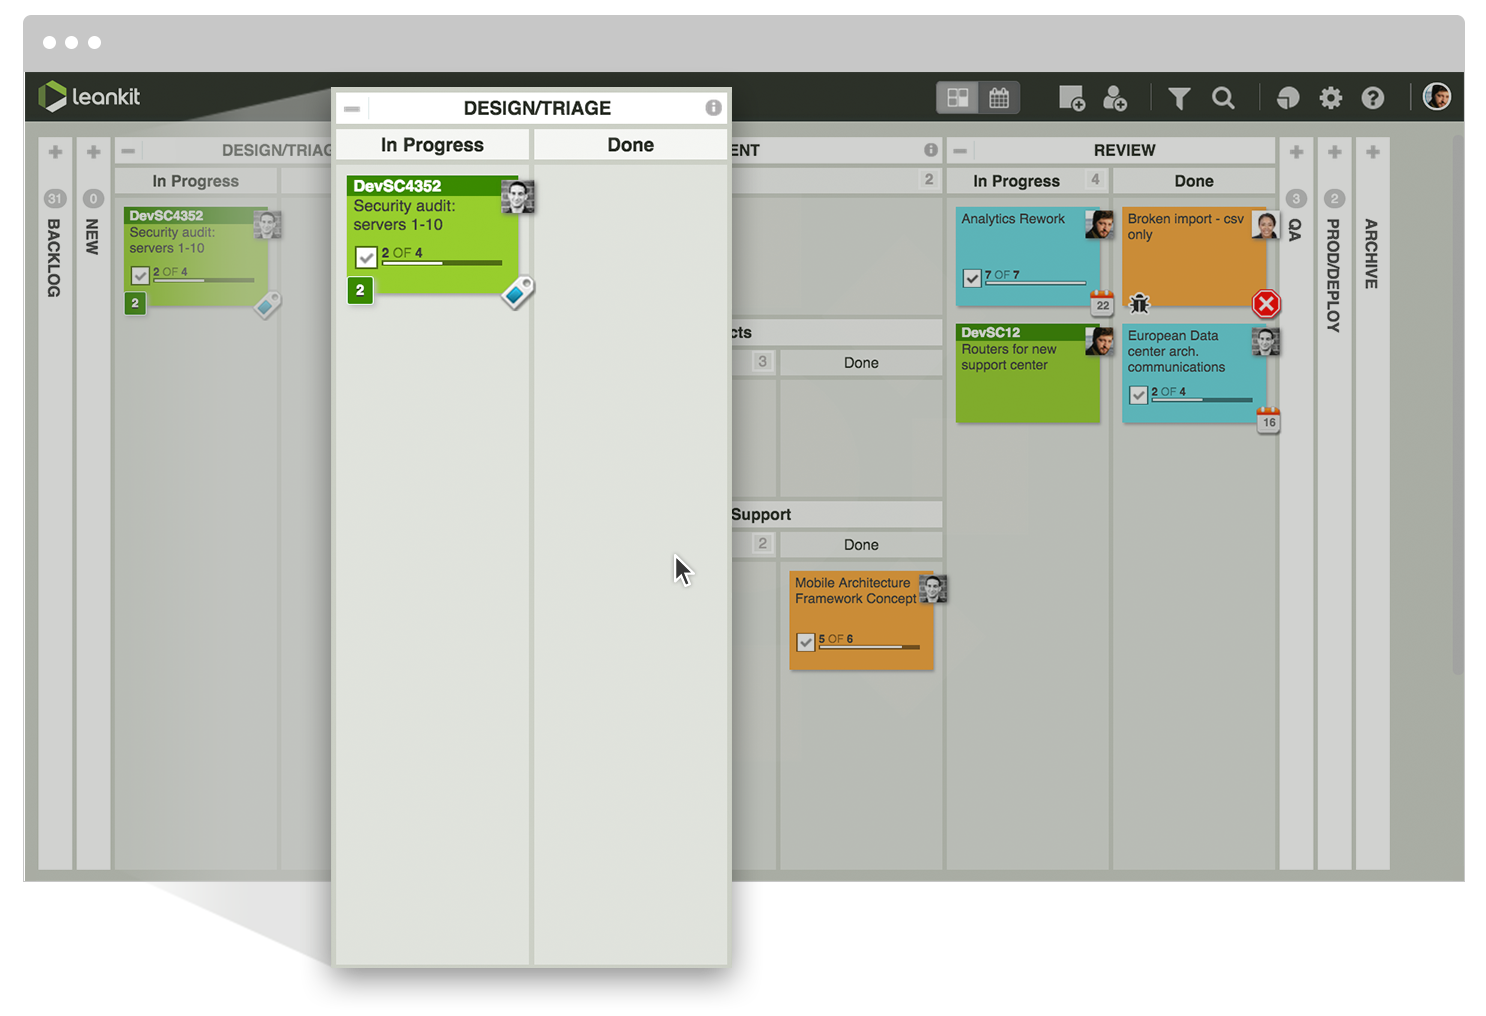 leankit
DESIGN/TRIAGE
In Progress
Done
DevSC4352
Security audit:
servers 1-10
2 OF 4
2
31
BACKLOG
0
NEW
DESIGN/TRIAG
In Progress
DevSC4352
Security audit:
servers 1-10
2 OF 4
2
ENT
2
cts
3
Done
Support
2
Done
Mobile Architecture
Framework Concept
5 OF 6
REVIEW
In Progress
4
Done
Analytics Rework
7 OF 7
22
DevSC12
Routers for new
support center
Broken import - csv
only
European Data
center arch.
communications
2 OF 4
16
3
QA
2
PROD/DEPLOY
ARCHIVE